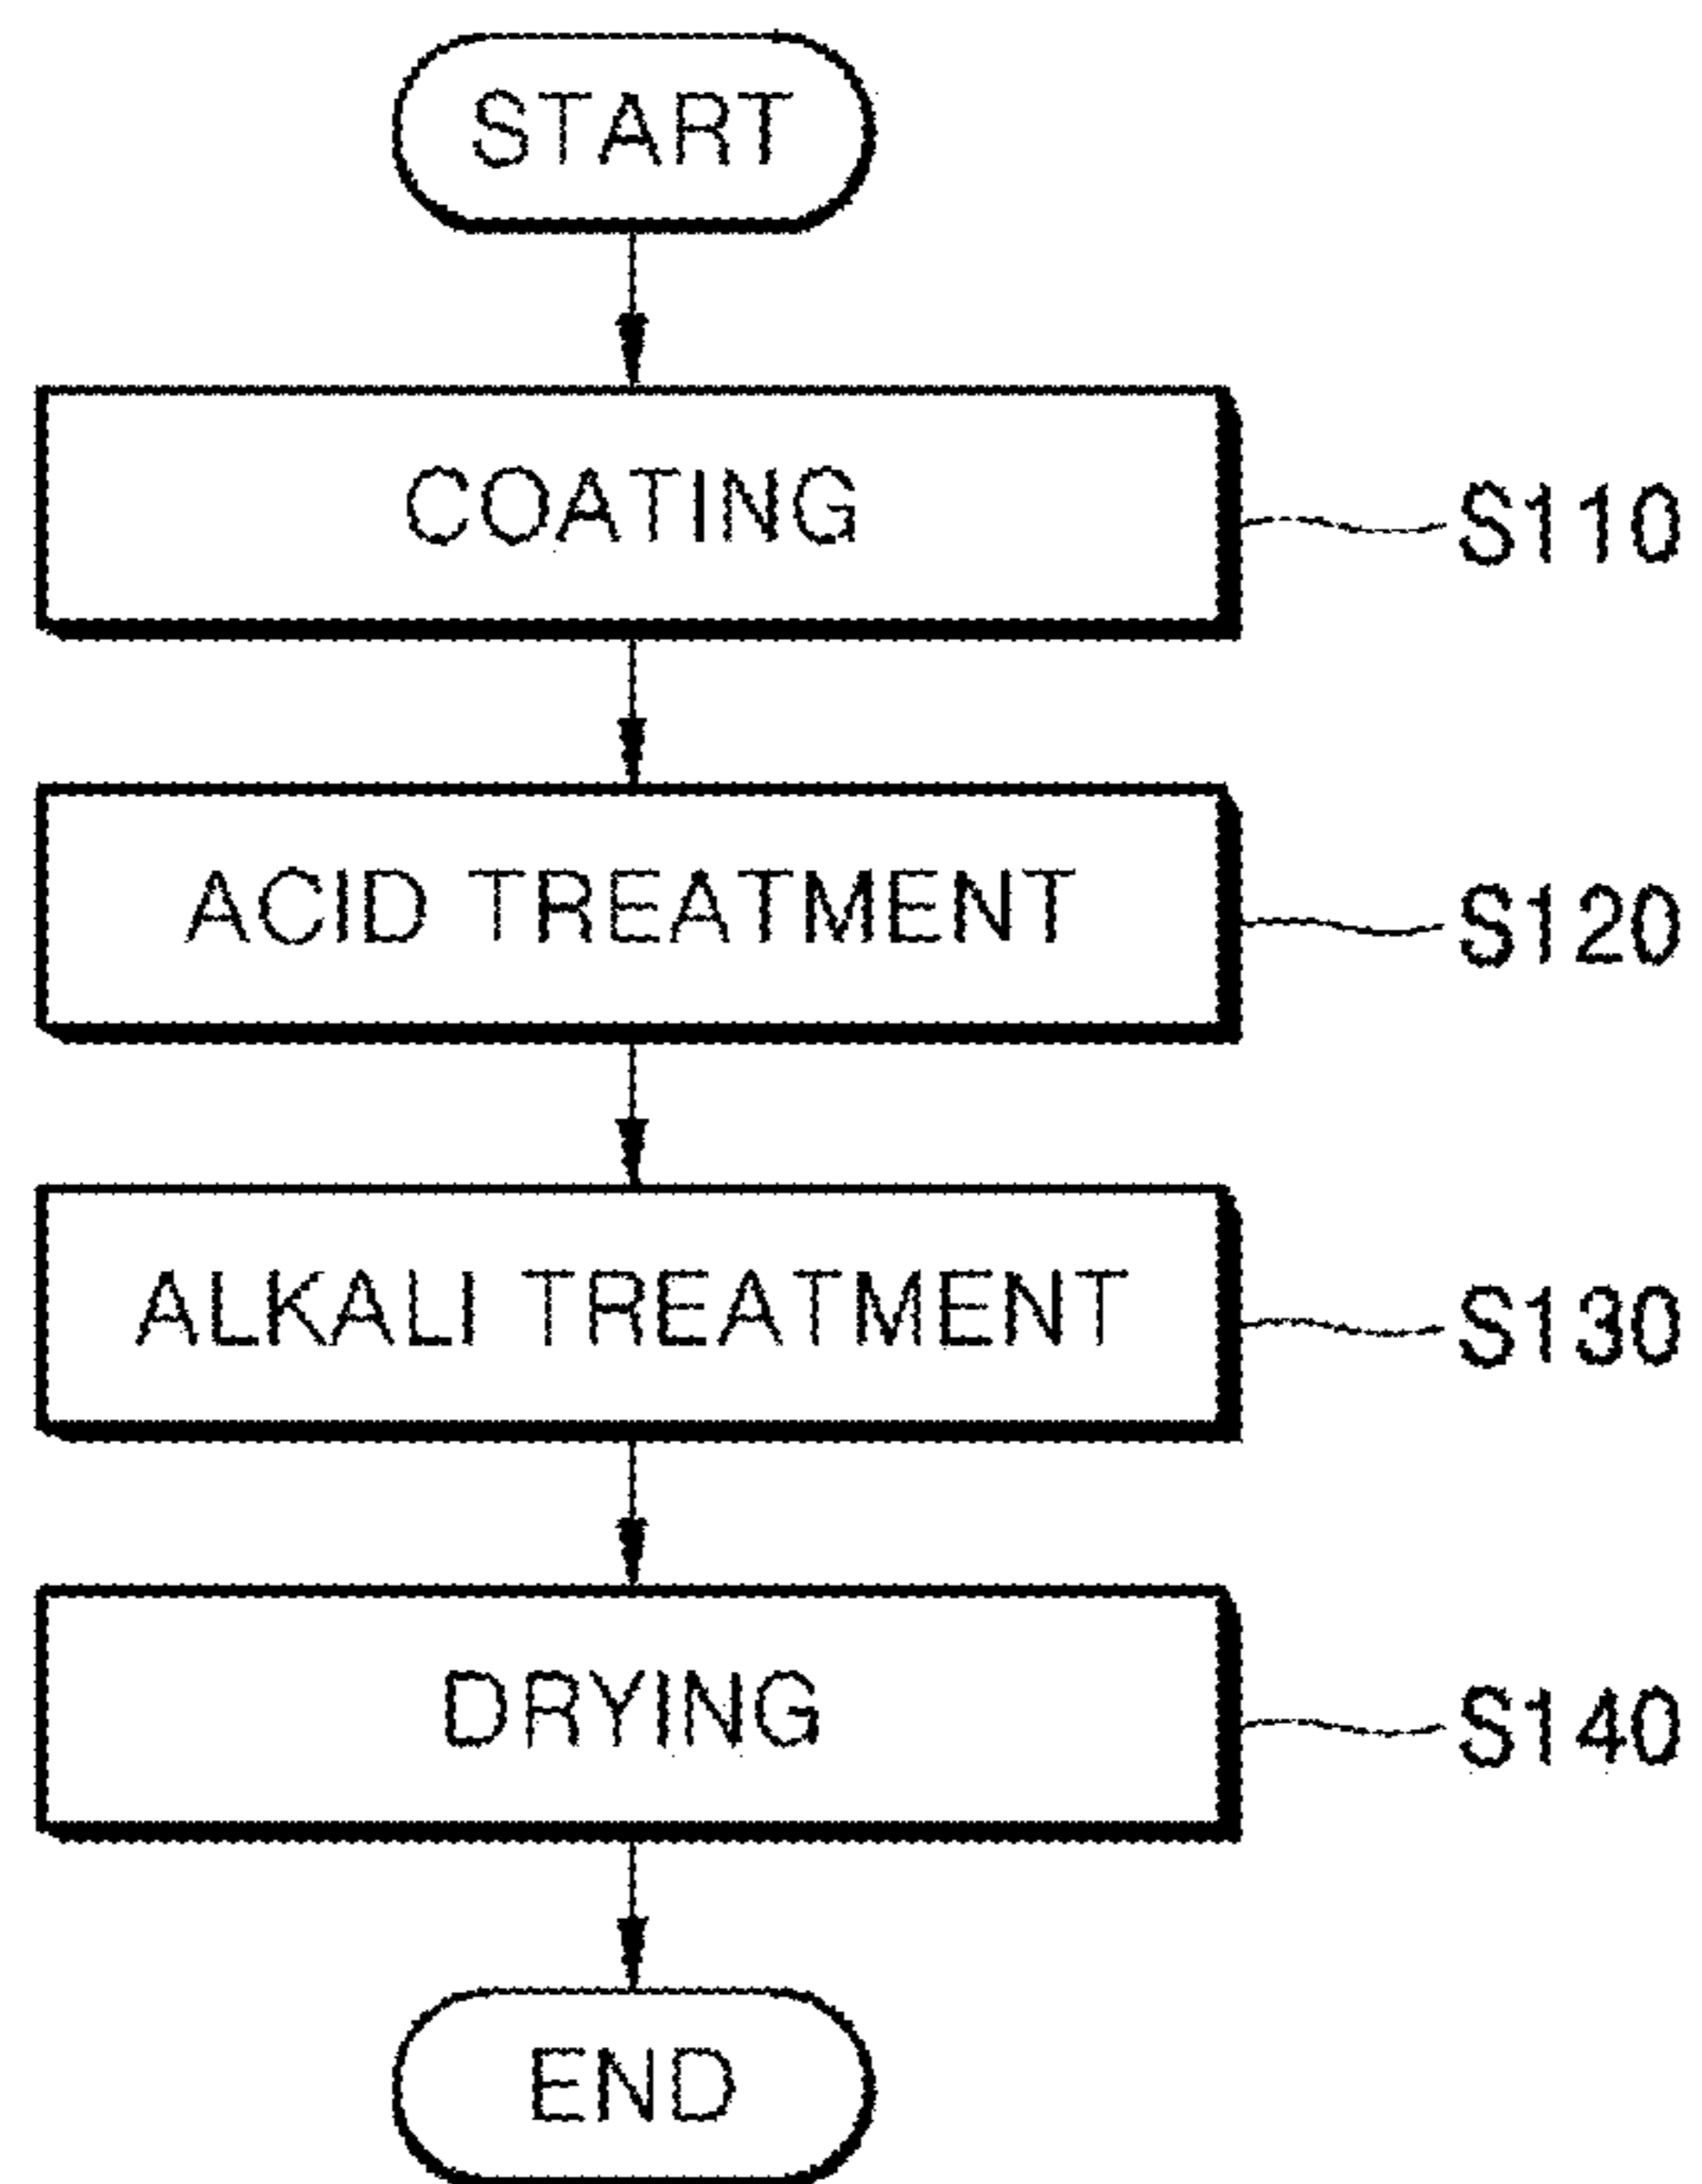 START
COATING
S110
ACID TREATMENT
S120
ALKALI TREATMENT
S130
DRYING
S140
END